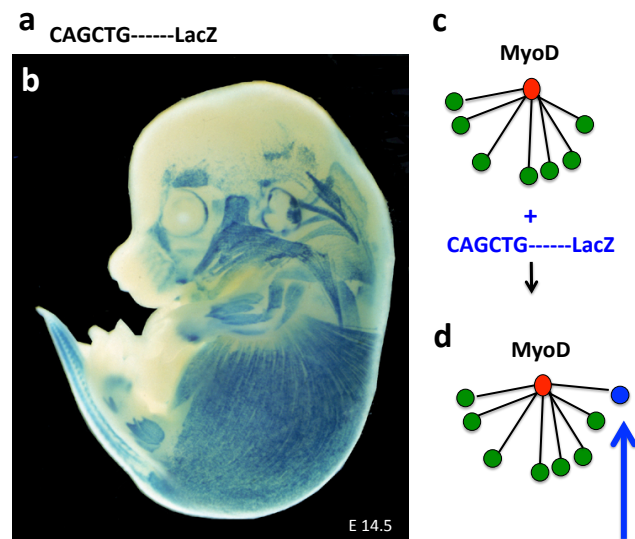 a
CAGCTG------LacZ
b
E 14.5
c
MyoD
+
CAGCTG------LacZ
d
MyoD